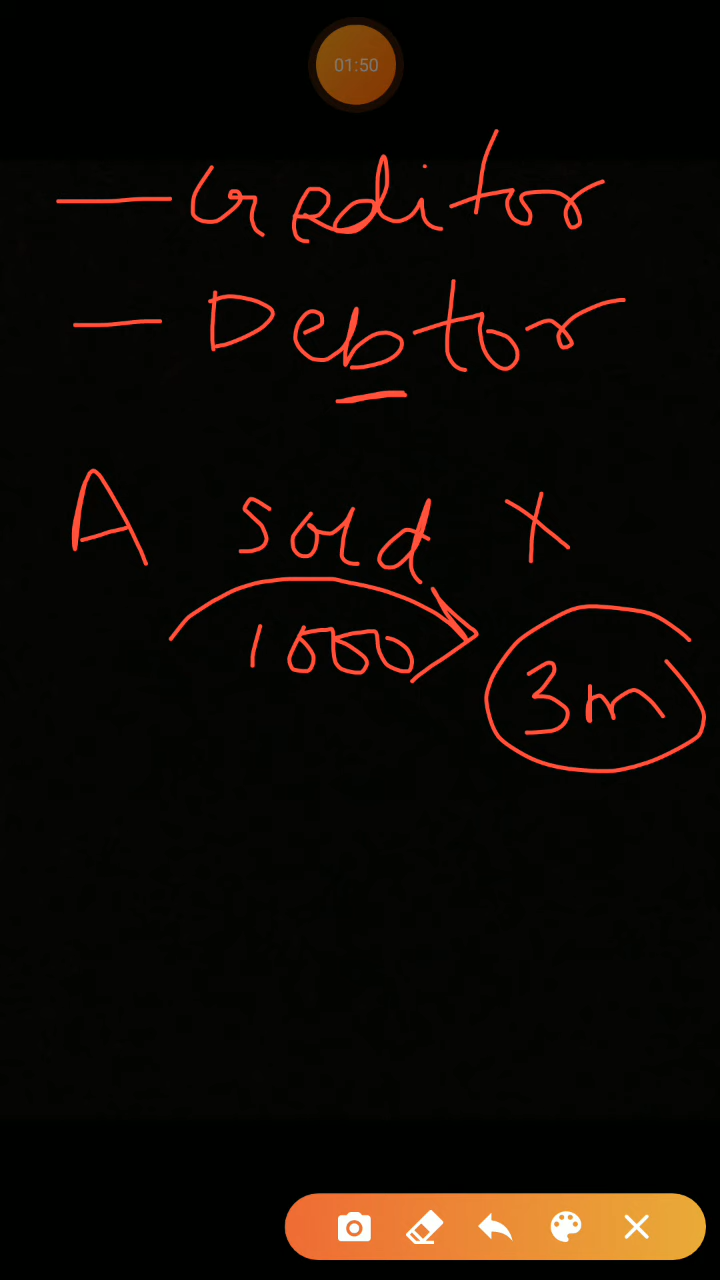 01:50
— Creditor
— Debtor
A sold X
1000
3m